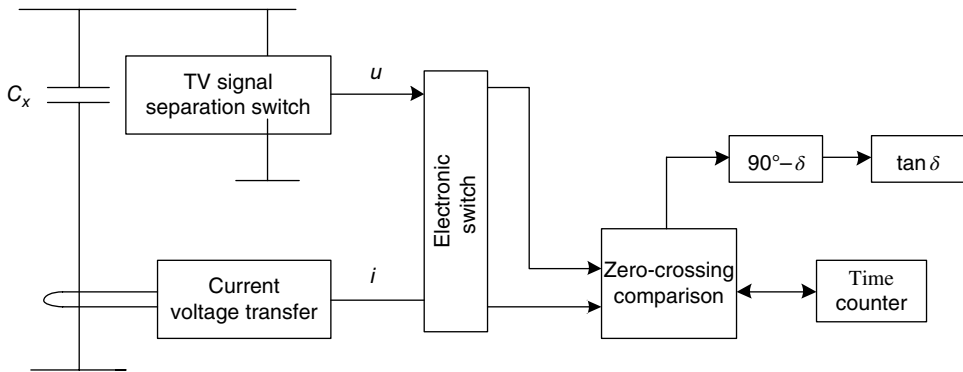 TV signal
separation switch
u
C_x
Electronic
switch
90°–δ
tan δ
Current
voltage transfer
i
Zero-crossing
comparison
Time
counter